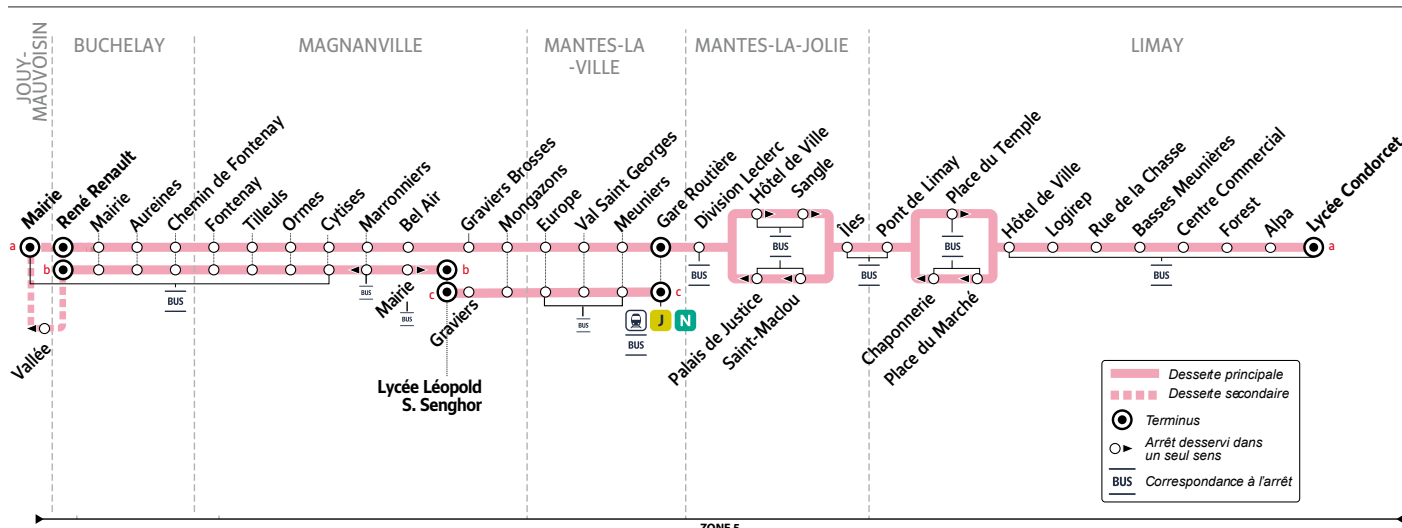 JOUY-
MAUVOISIN
BUCHELAY
MAGNANVILLE
MANTES-LA
-VILLE
MANTES-LA-JOLIE
LIMAY
Mairie
René Renault
Mairie
Aureines
Chemin de Fontenay
Fontenay
Tilleuls
Ormes
Cytises
Marronniers
Bel Air
Graviers Brosses
Mongazons
Europe
Val Saint Georges
Meuniers
Gare Routière
Division Leclerc
Hôtel de Ville
Sangle
Îles
Pont de Limay
Place du Temple
Hôtel de Ville
Logirep
Rue de la Chasse
Basses Meunières
Centre Commercial
Forest
Alpa
Lycée Condorcet
a
a
BUS
BUS
BUS
BUS
b
b
BUS
BUS
BUS
BUS
Mairie
BUS
c
c
Graviers
BUS
J
N
BUS
Vallée
Palais de Justice
Saint-Maclou
Chaponnerie
Place du Marché
Lycée Léopold
S. Senghor
Desserte principale
Desserte secondaire
Terminus
Arrêt desservi dans
un seul sens
BUS
Correspondance à l'arrêt
ZONE 5